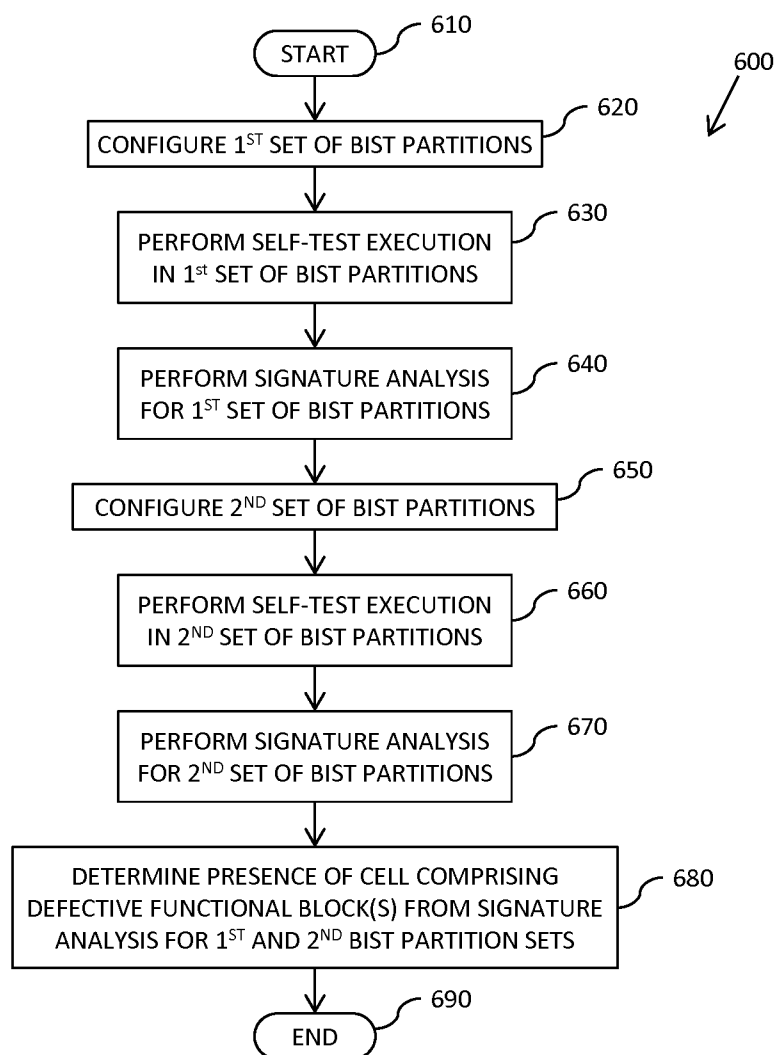 610
START
600
620
CONFIGURE 1ST SET OF BIST PARTITIONS
630
PERFORM SELF-TEST EXECUTION
IN 1st SET OF BIST PARTITIONS
640
PERFORM SIGNATURE ANALYSIS
FOR 1ST SET OF BIST PARTITIONS
650
CONFIGURE 2ND SET OF BIST PARTITIONS
660
PERFORM SELF-TEST EXECUTION
IN 2ND SET OF BIST PARTITIONS
670
PERFORM SIGNATURE ANALYSIS
FOR 2ND SET OF BIST PARTITIONS
680
DETERMINE PRESENCE OF CELL COMPRISING
DEFECTIVE FUNCTIONAL BLOCK(S) FROM SIGNATURE
ANALYSIS FOR 1ST AND 2ND BIST PARTITION SETS
690
END